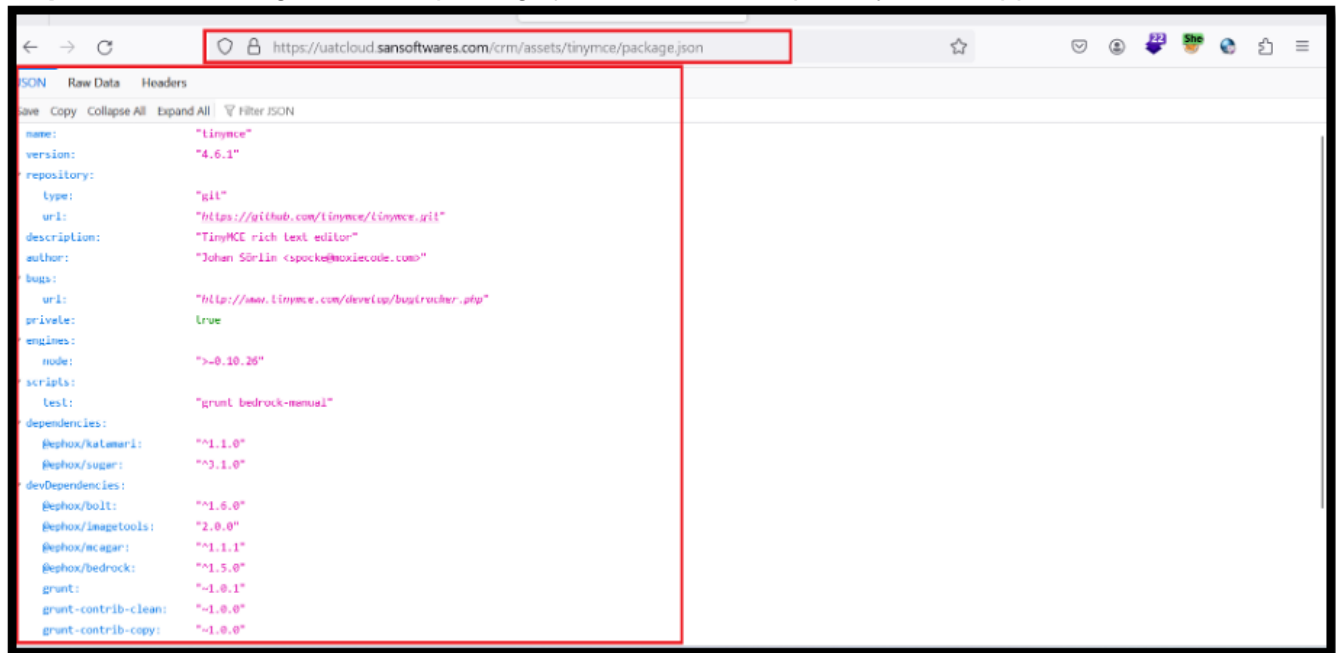 https://uatcloud.sansoftwares.com/crm/assets/tinymce/package.json
22
She
JSON Raw Data Headers
Save Copy Collapse All Expand All Filter JSON
name: "tinymce"
version: "4.6.1"
repository:
type: "git"
url: "https://github.com/tinymce/tinymce.git"
description: "TinyMCE rich text editor"
author: "Johan Sörlin <spocke@moxiecode.com>"
bugs:
url: "http://www.tinymce.com/develop/bugtracker.php"
private: true
engines:
node: ">=0.10.26"
scripts:
test: "grunt bedrock-manual"
dependencies:
@ephox/katamari: "^1.1.0"
@ephox/sugar:
devDependencies:
@ephox/bolt: "^1.6.0"
@ephox/imagetools: "2.0.0"
@ephox/mcagar: "^1.1.1"
@ephox/bedrock: "^1.5.0"
grunt: "~1.0.1"
grunt-contrib-clean: "~1.0.0"
grunt-contrib-copy: "~1.0.0"